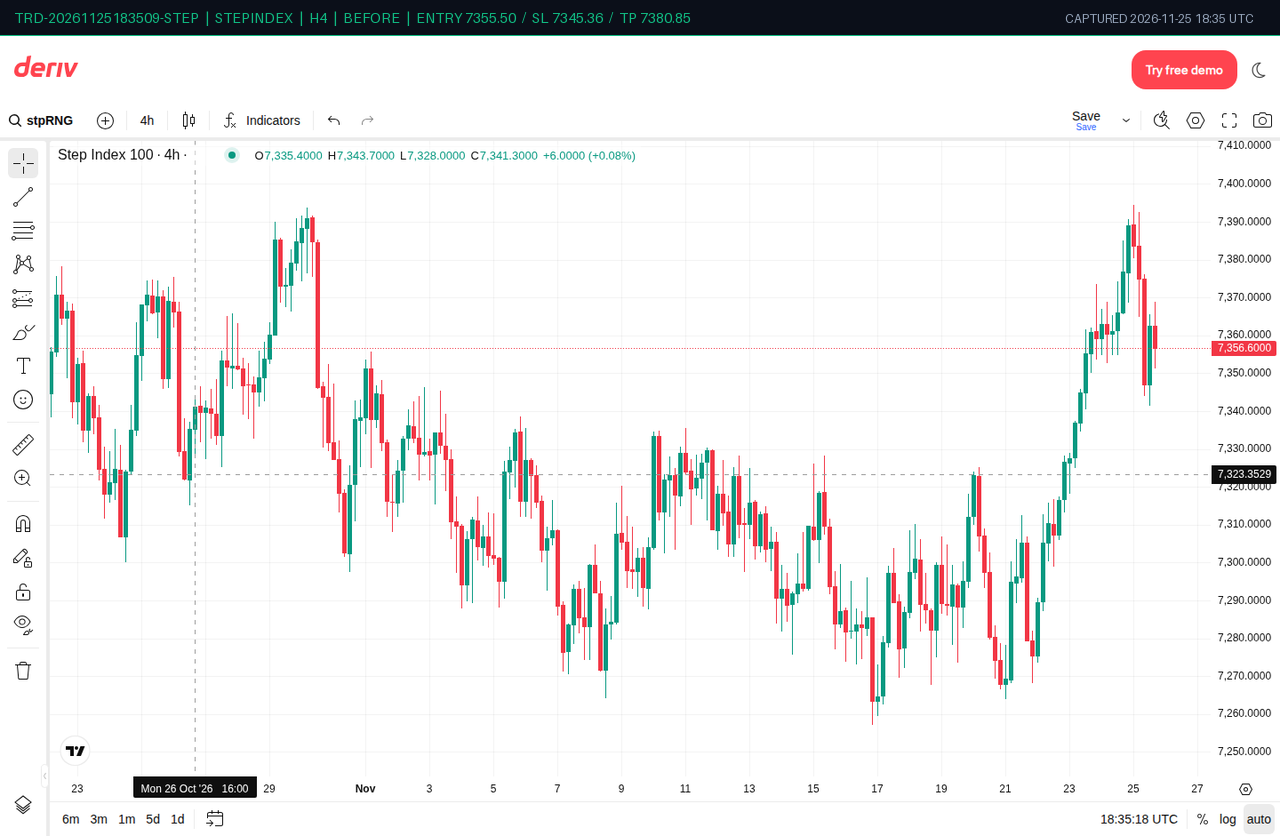 TRD-20261125183509-STEP | STEPINDEX | H4 | BEFORE | ENTRY 7355.50 / SL 7345.36 / TP 7380.85
CAPTURED 2026-11-25 18:35 UTC
deriv
Try free demo
stpRNG
4h
Indicators
Save
Save
Step Index 100 · 4h ·
O7,335.4000 H7,343.7000 L7,328.0000 C7,341.3000 +6.0000 (+0.08%)
7,410.0000
7,400.0000
7,390.0000
7,380.0000
7,370.0000
7,360.0000
7,356.6000
7,350.0000
7,340.0000
7,330.0000
7,323.3529
7,320.0000
7,310.0000
7,300.0000
7,290.0000
7,280.0000
7,270.0000
7,260.0000
7,250.0000
23
Mon 26 Oct '26 16:00
29
Nov
3
5
7
9
11
13
15
17
19
21
23
25
27
6m
3m
1m
5d
1d
18:35:18 UTC
%
log
auto